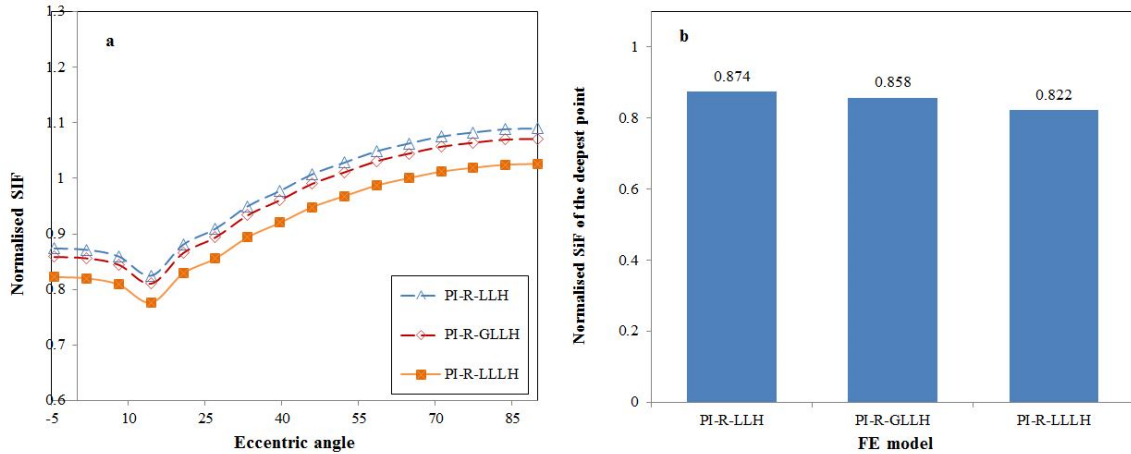 1.3
1.2
1.1
1
0.9
0.8
0.7
0.6
Normalised SIF
a
PI-R-LLH
PI-R-GLLH
PI-R-LLLH
-5 10 25 40 55 71 85
Eccentric angle
b
1
0.8
0.6
0.4
0.2
0
Normalised SiF of the deepest point
0.874
0.858
0.822
PI-R-LLH PI-R-GLLH PI-R-LLLH
FE model